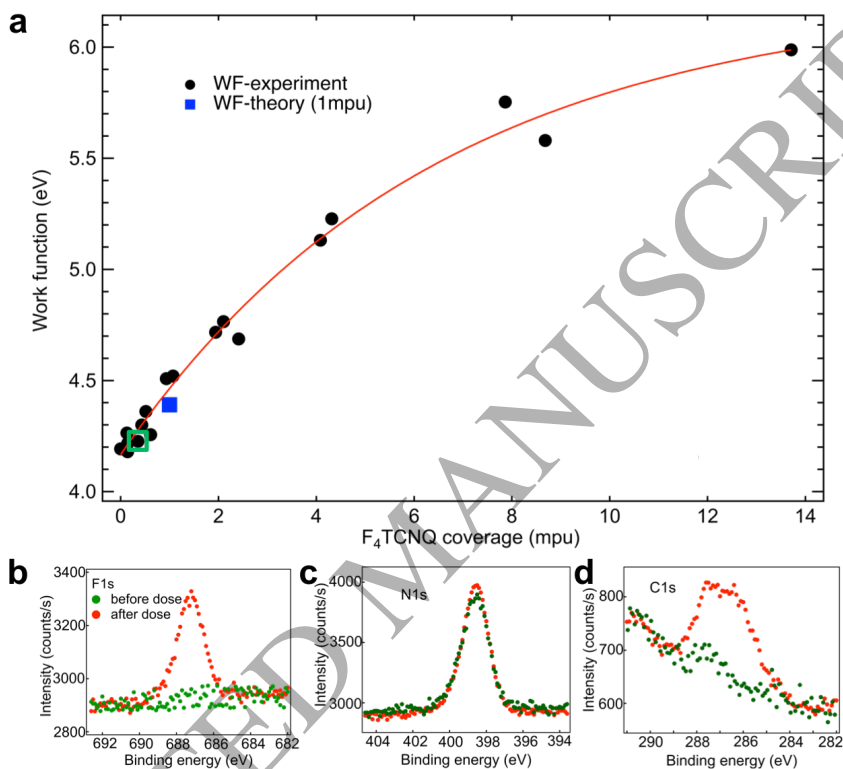 a
6.0
5.5
5.0
4.5
4.0
Work function (eV)
WF-experiment
WF-theory (1mpu)
0 2 4 6 8 10 12 14
F₄TCNQ coverage (mpu)
TED MANUSCRI
b
F1s
before dose
after dose
3400
3200
3000
2800
Intensity (counts/s)
692 690 688 686 684 682
Binding energy (eV)
c
N1s
4000
3500
3000
Intensity (counts/s)
404 402 400 398 396 394
Binding energy (eV)
d
C1s
800
700
600
Intensity (counts/s)
290 288 286 284 282
Binding energy (eV)